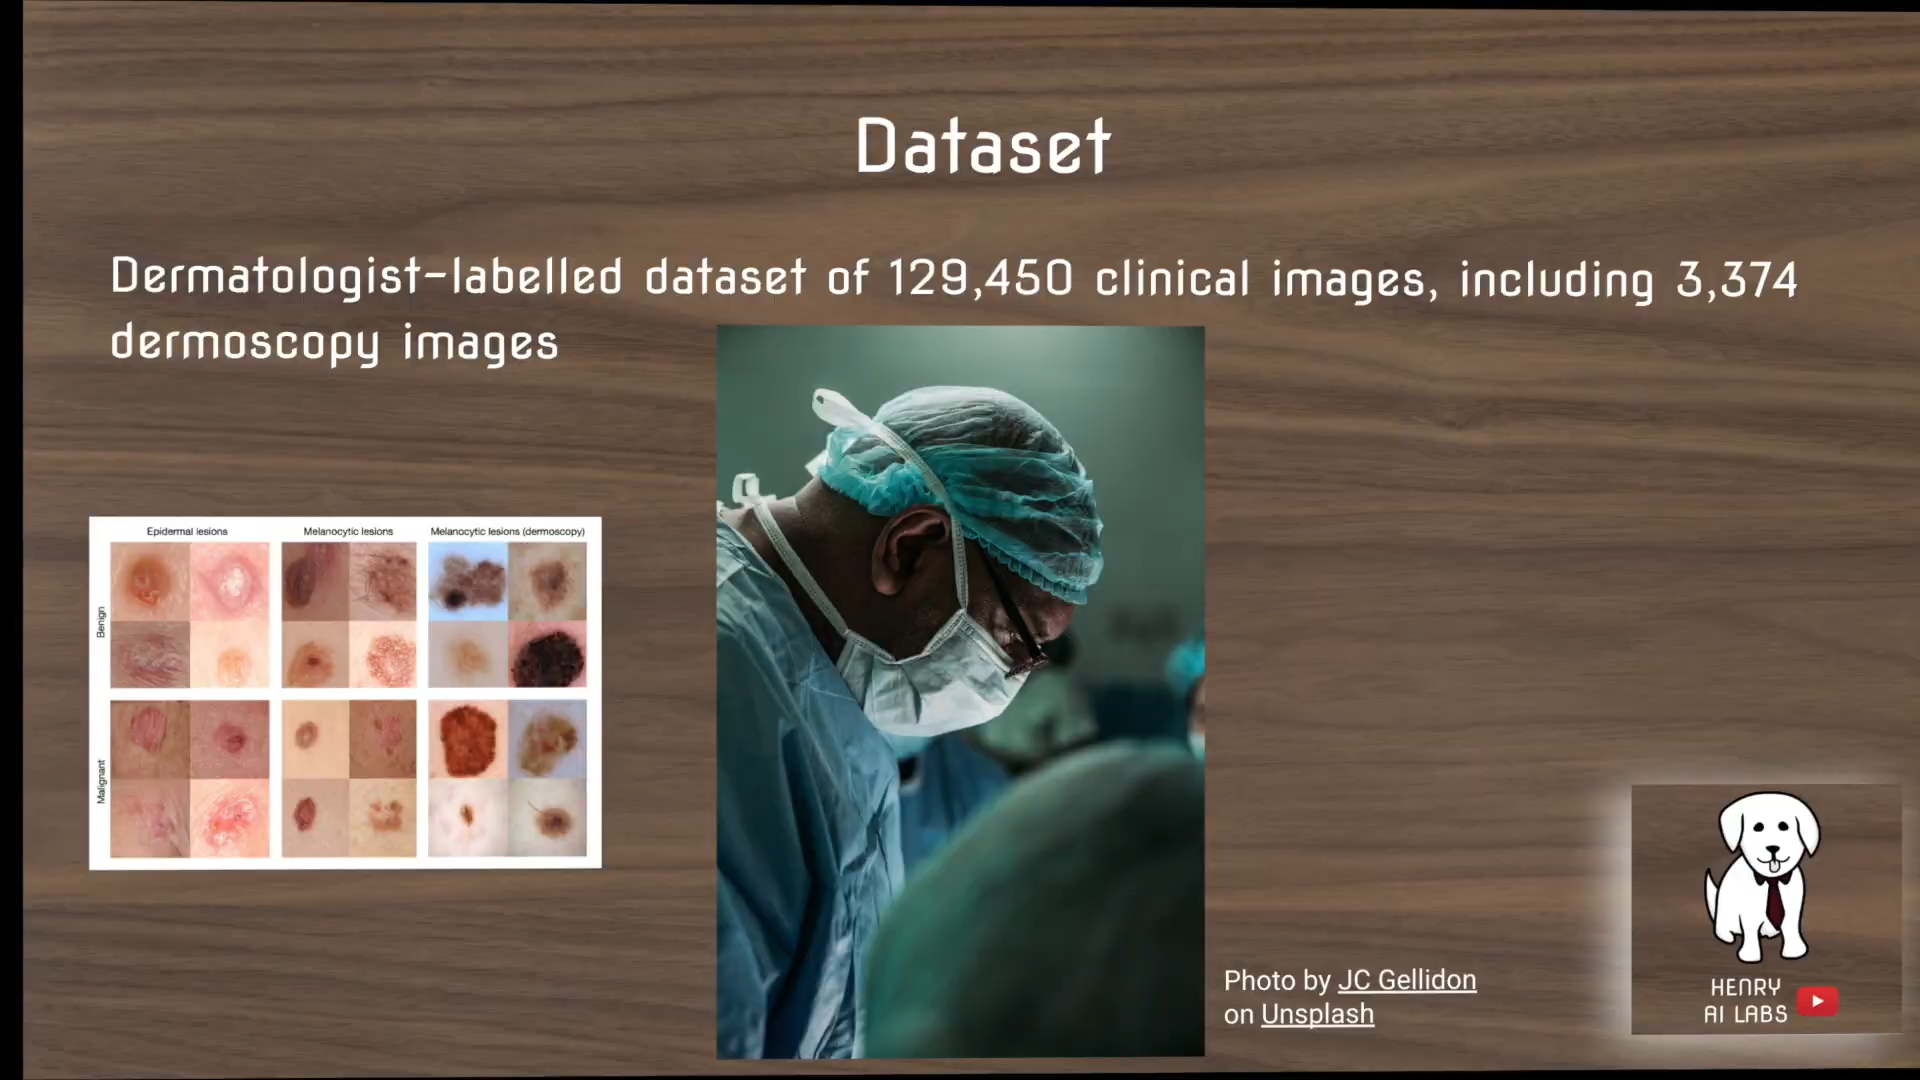 Dataset
Dermatologist-labelled dataset of 129,450 clinical images, including 3,374
dermoscopy images
Epidermal lesions
Melanocytic lesions
Melanocytic lesions (dermoscopy)
Benign
Malignant
Photo by JC Gellidon
on Unsplash
HENRY
AI LABS